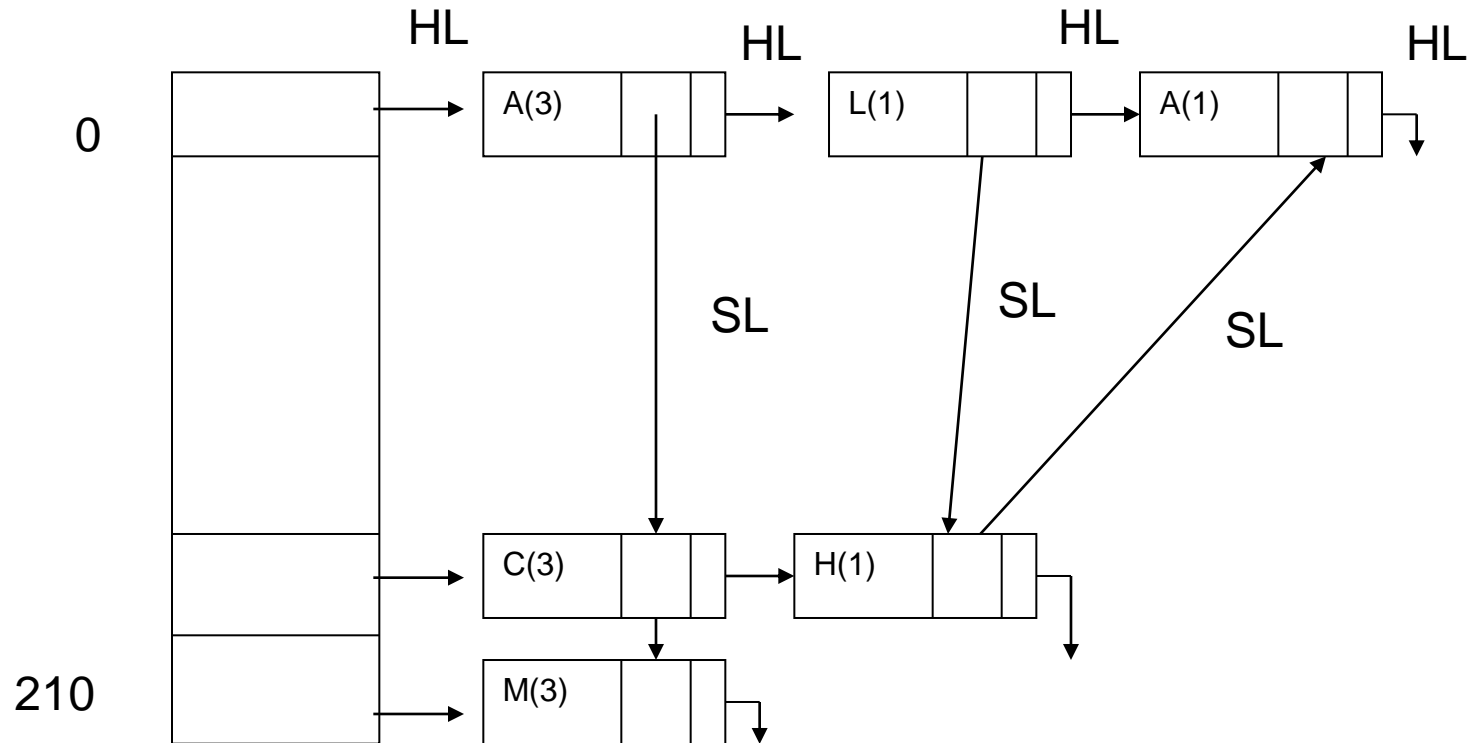 HL HL HL HL
0 A(3) L(1) A(1)
SL SL SL
C(3) H(1)
210 M(3)